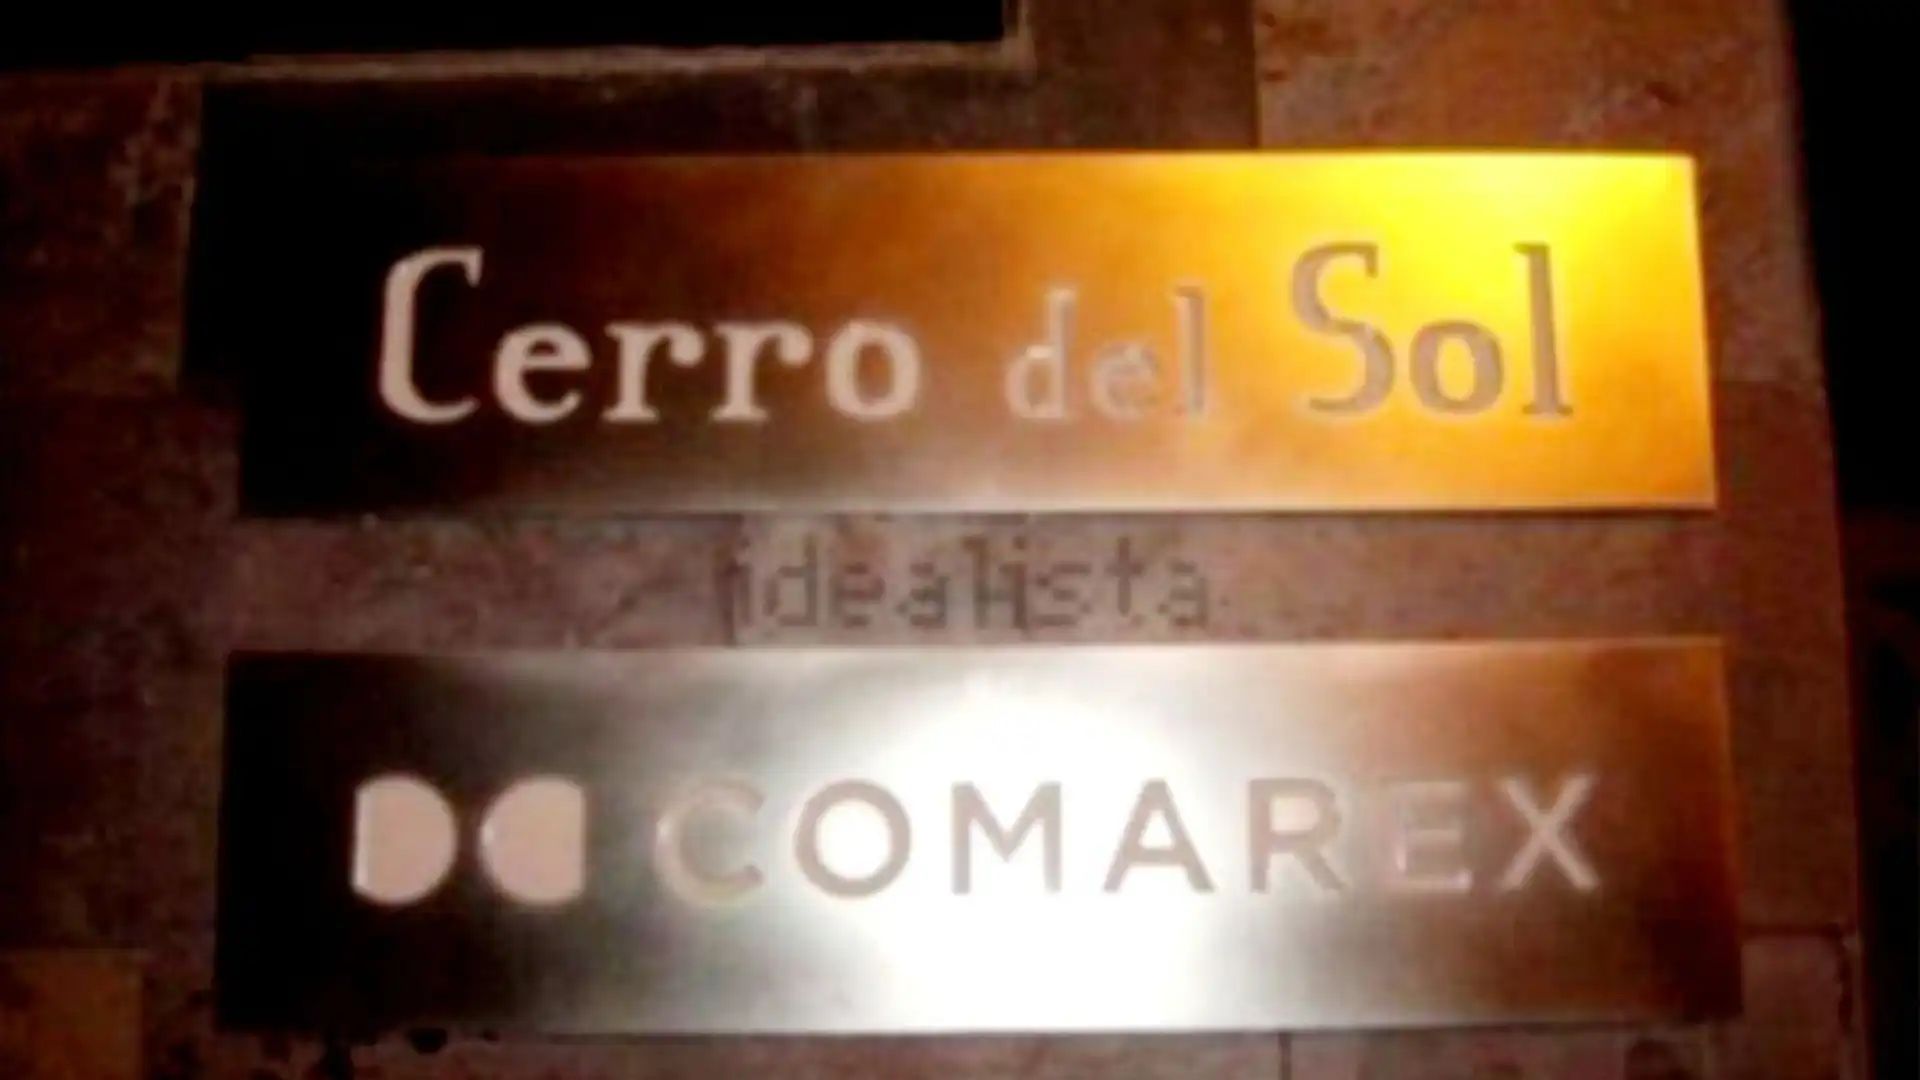 Cerro del Sol
idealista
COMAREX